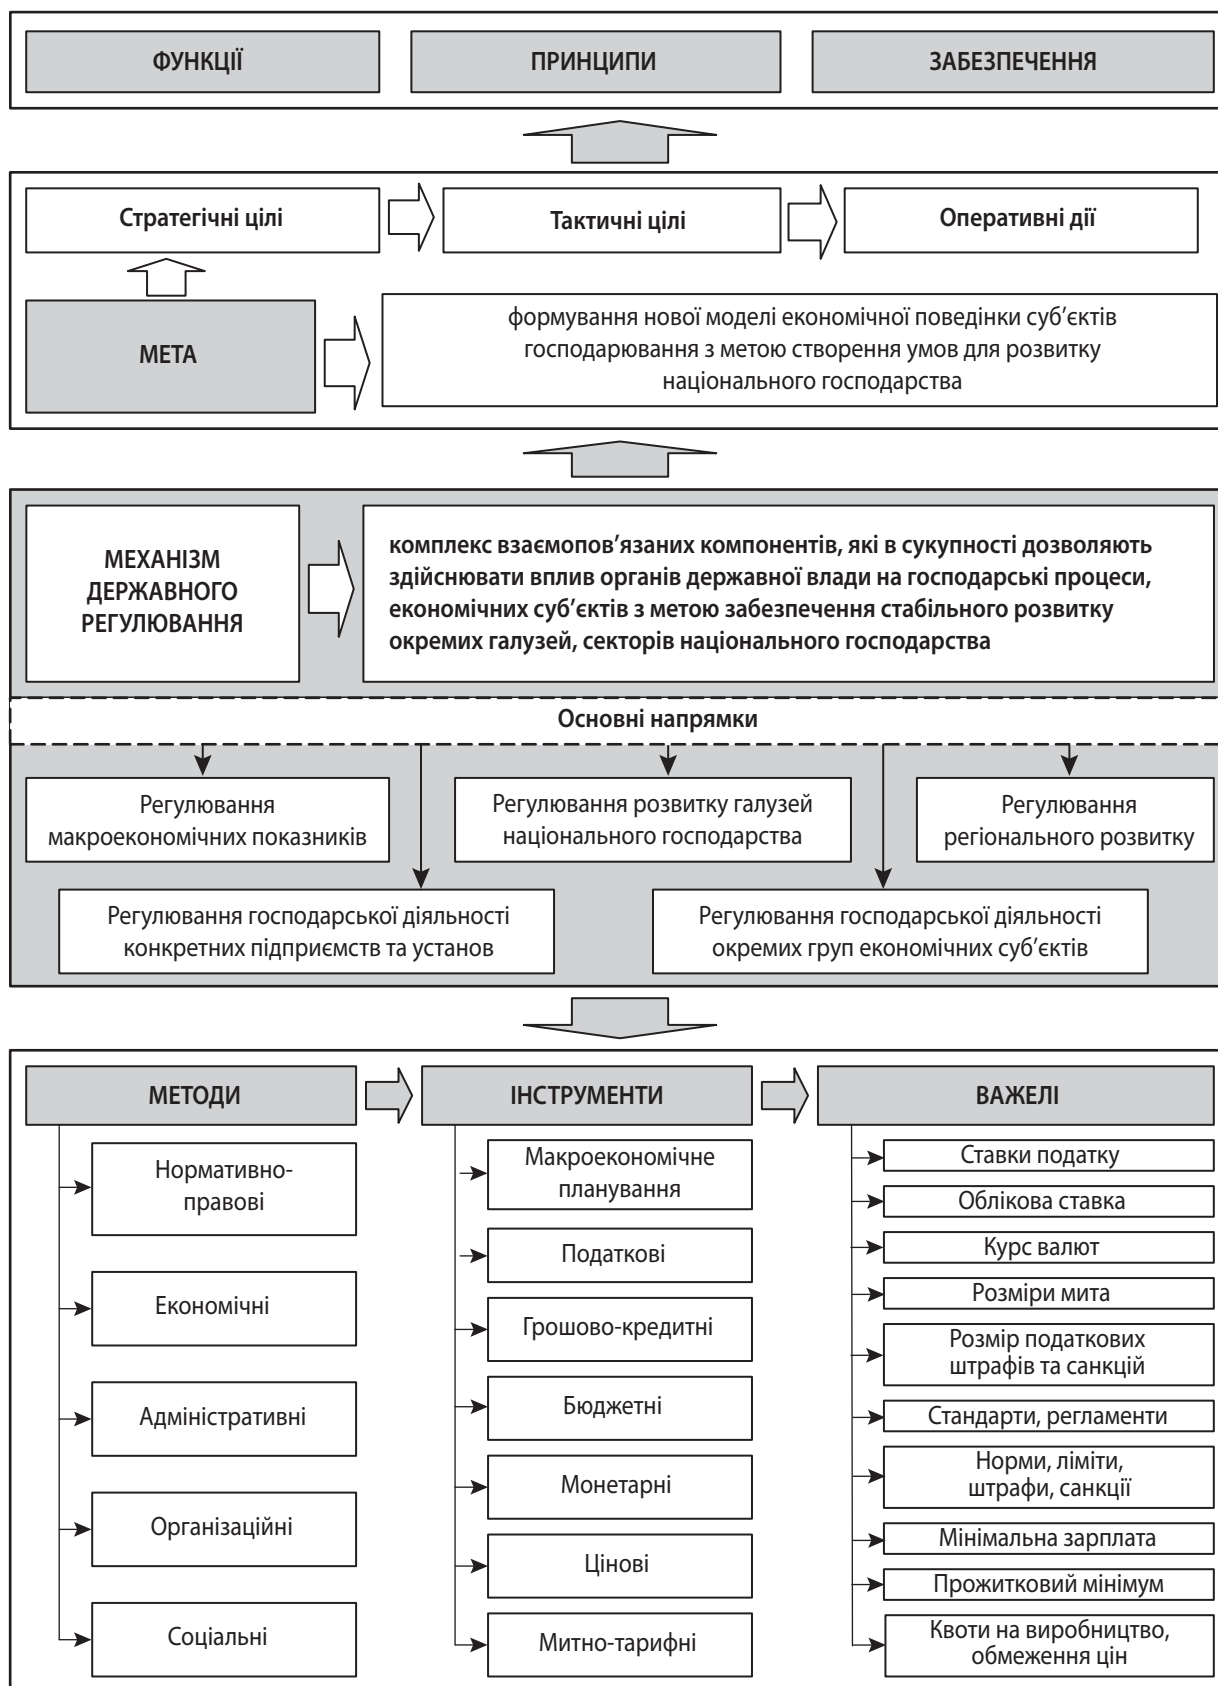 ФУНКЦІЇ
ПРИНЦИПИ
ЗАБЕЗПЕЧЕННЯ
Стратегічні цілі
Тактичні цілі
Оперативні дії
МЕТА
формування нової моделі економічної поведінки суб’єктів
господарювання з метою створення умов для розвитку
національного господарства
МЕХАНІЗМ
ДЕРЖАВНОГО
РЕГУЛЮВАННЯ
комплекс взаємопов’язаних компонентів, які в сукупності дозволяють
здійснювати вплив органів державної влади на господарські процеси,
економічних суб’єктів з метою забезпечення стабільного розвитку
окремих галузей, секторів національного господарства
Основні напрямки
Регулювання
макроекономічних показників
Регулювання розвитку галузей
національного господарства
Регулювання
регіонального розвитку
Регулювання господарської діяльності
конкретних підприємств та установ
Регулювання господарської діяльності
окремих груп економічних суб’єктів
МЕТОДИ
Нормативно-
правові
Економічні
Адміністративні
Організаційні
Соціальні
ІНСТРУМЕНТИ
Макроекономічне
планування
Податкові
Грошово-кредитні
Бюджетні
Монетарні
Цінові
Митно-тарифні
ВАЖЕЛІ
Ставки податку
Облікова ставка
Курс валют
Розміри мита
Розмір податкових
штрафів та санкцій
Стандарти, регламенти
Норми, ліміти,
штрафи, санкції
Мінімальна зарплата
Прожитковий мінімум
Квоти на виробництво,
обмеження цін